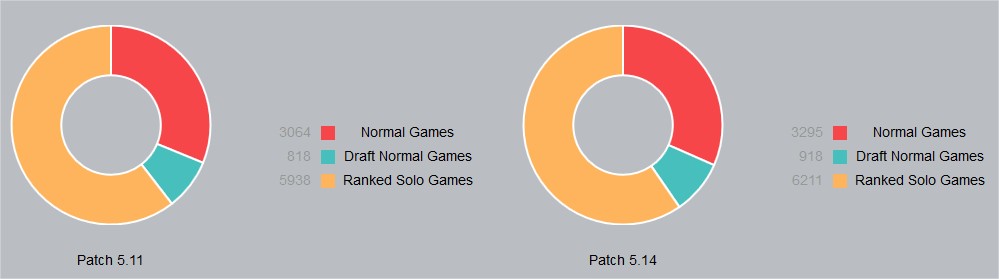 3064 Normal Games
818 Draft Normal Games
5938 Ranked Solo Games
Patch 5.11
3295 Normal Games
918 Draft Normal Games
6211 Ranked Solo Games
Patch 5.14